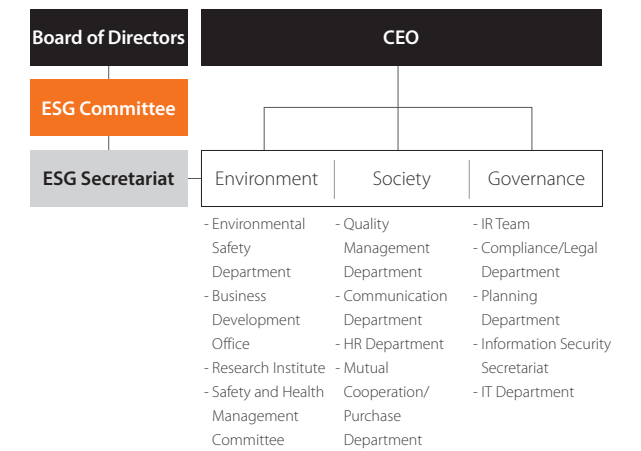 Board of Directors
CEO
ESG Committee
ESG Secretariat
Environment
Society
Governance
- Environmental
Safety
Department
- Business
Development
Office
- Research Institute
- Safety and Health
Management
Committee
- Quality
Management
Department
- Communication
Department
- HR Department
- Mutual
Cooperation/
Purchase
Department
- IR Team
- Compliance/Legal
Department
- Planning
Department
- Information Security
Secretariat
- IT Department